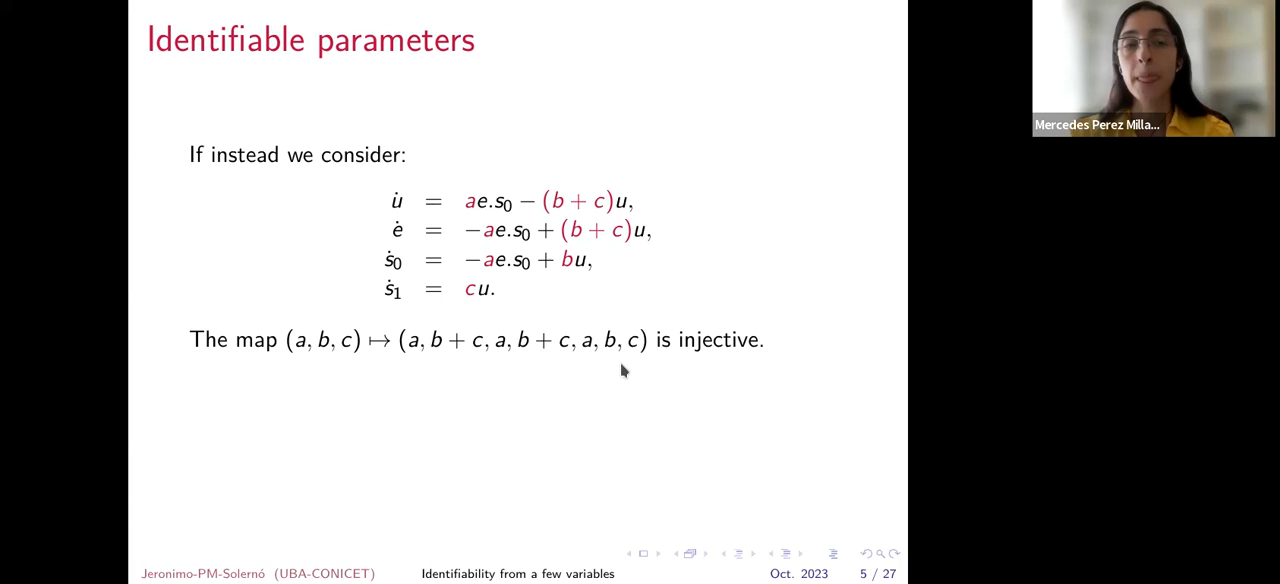 Identifiable parameters
Mercedes Perez Milla...
If instead we consider:
u̇ = ae.s₀ − (b + c)u,
ė = −ae.s₀ + (b + c)u,
ṡ₀ = −ae.s₀ + bu,
ṡ₁ = cu.
The map (a, b, c) ↦ (a, b + c, a, b + c, a, b, c) is injective.
Jeronimo-PM-Solernó (UBA-CONICET) Identifiability from a few variables Oct. 2023 5 / 27